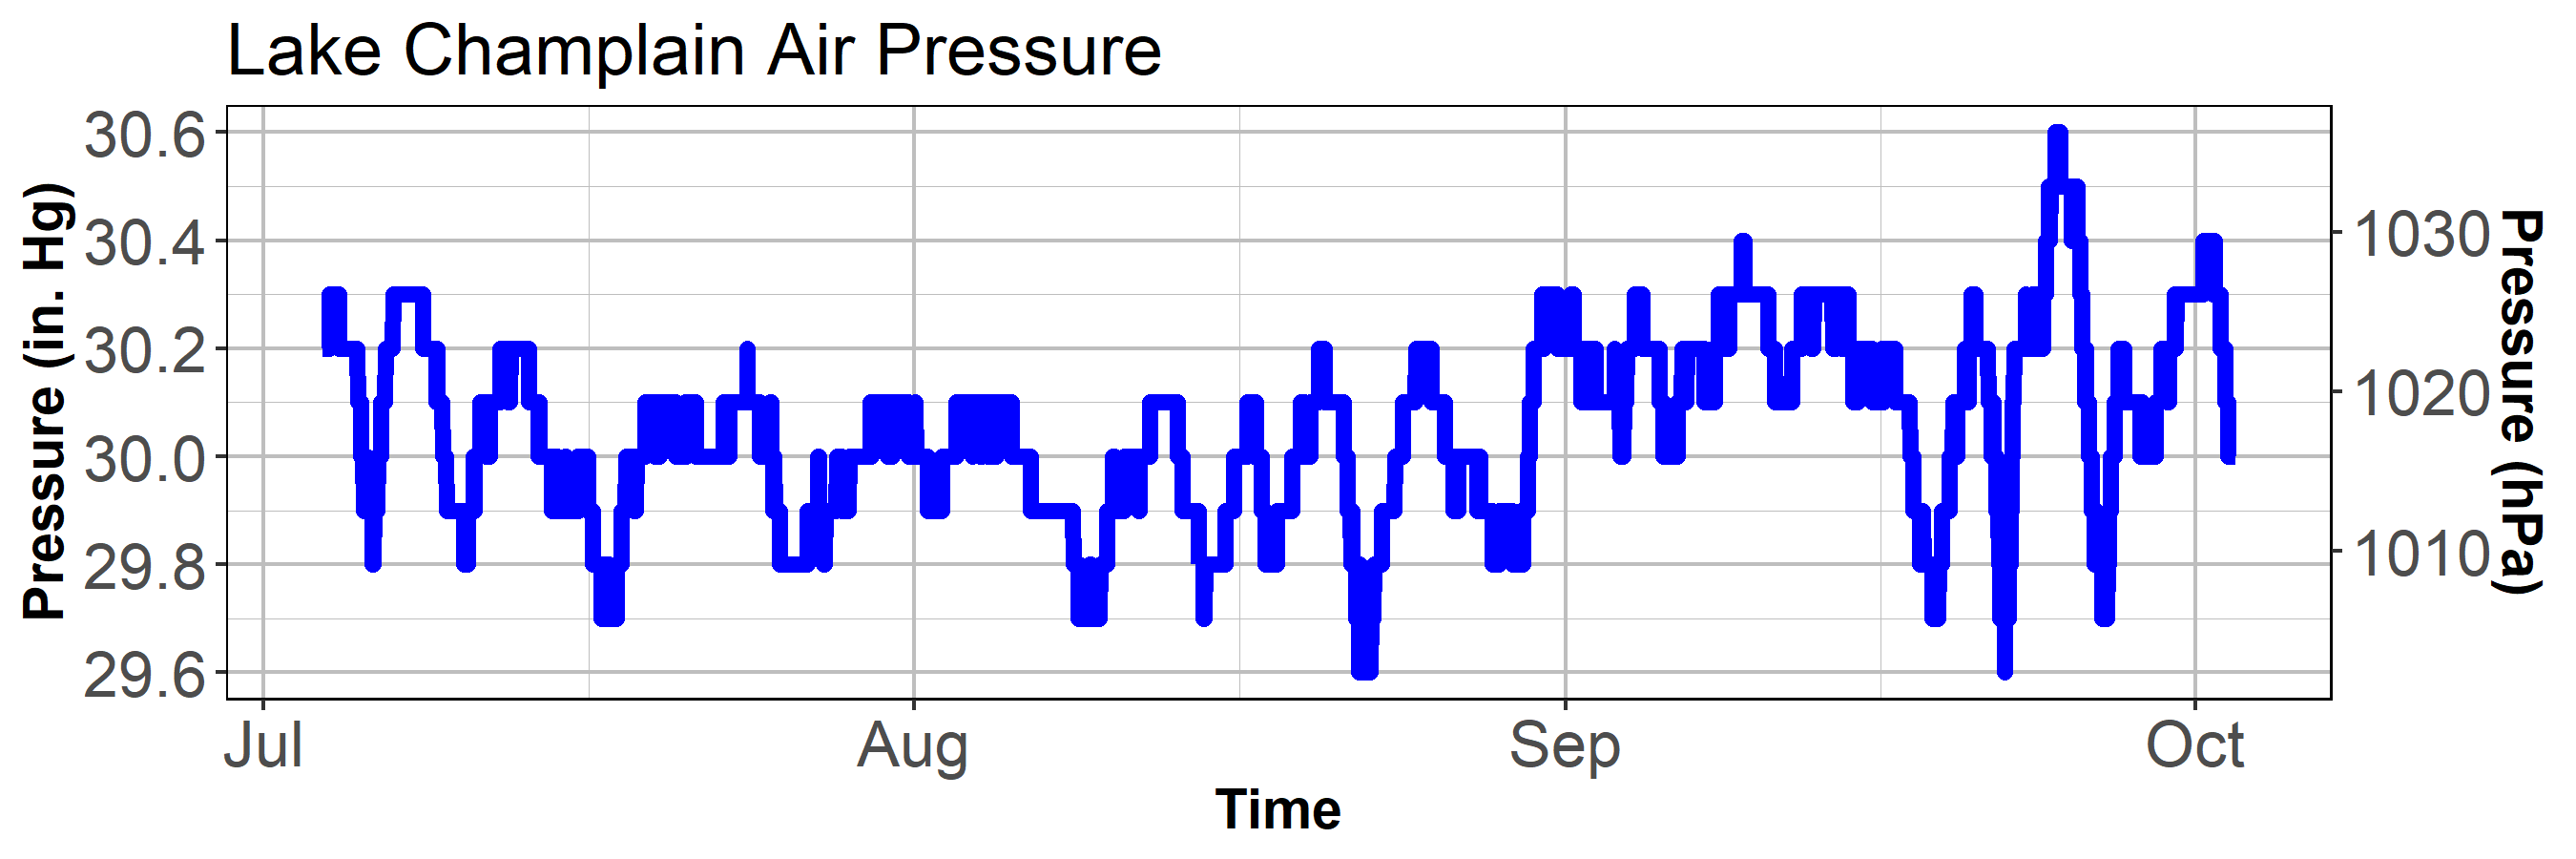 Lake Champlain Air Pressure
Pressure (in. Hg)
30.6
30.4
30.2
30.0
29.8
29.6
1030
1020
1010
Pressure (hPa)
Jul Aug Sep Oct
Time